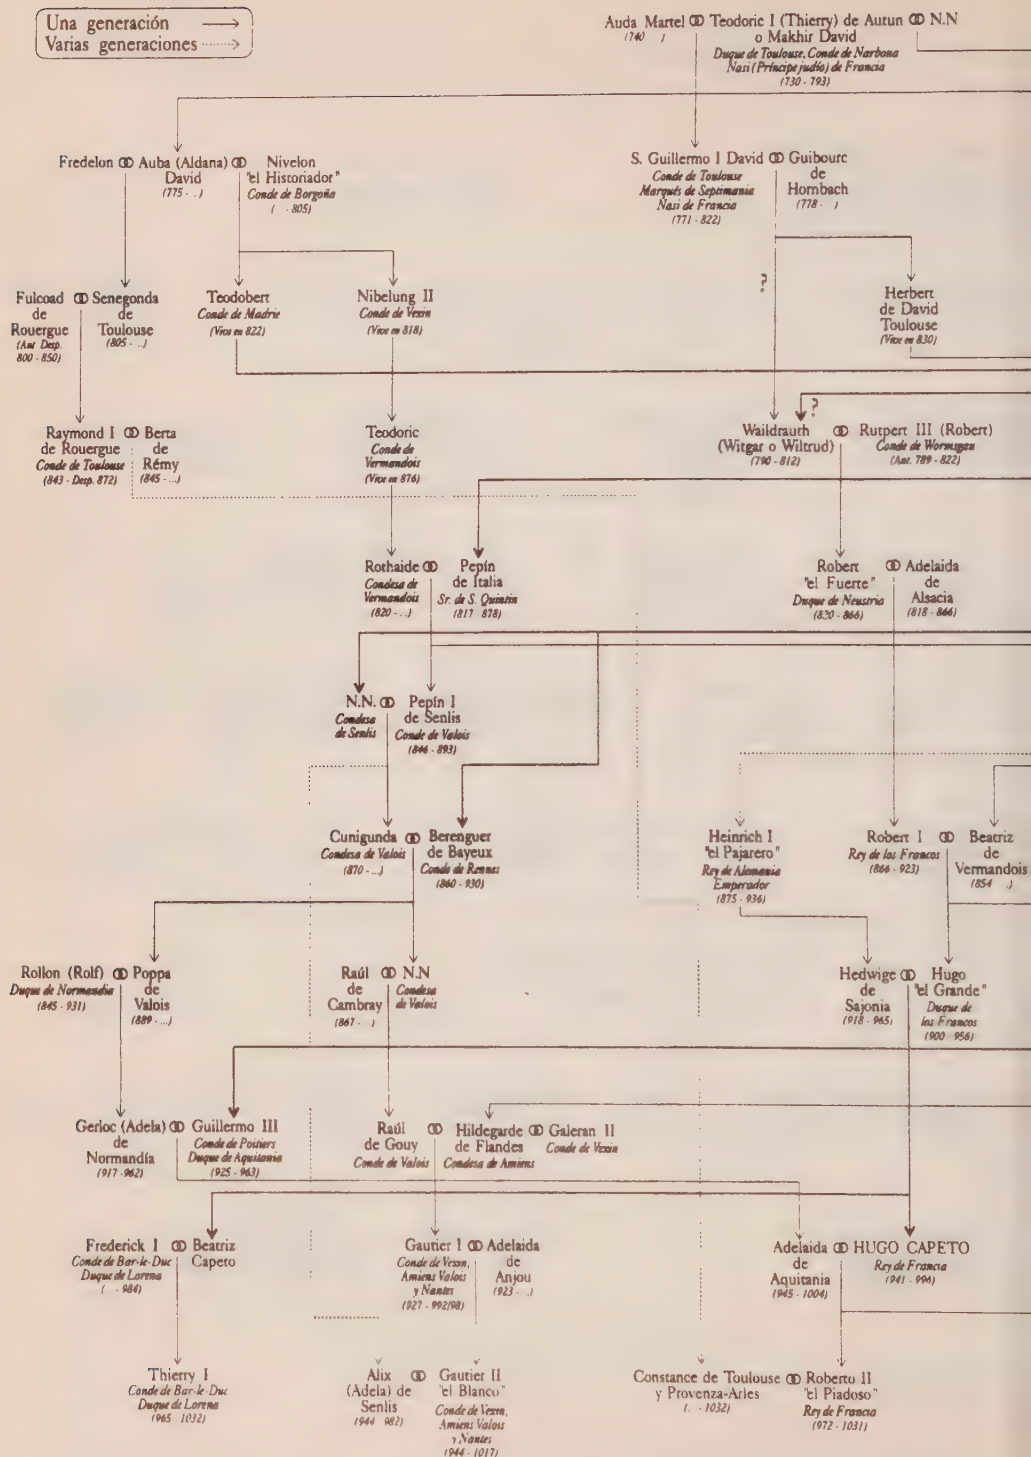 Una generación
Varias generaciones
Auda Martel ⚭ Teodoric I (Thierry) de Autun ⚭ N.N
(740 - )
o Makhir David
Duque de Toulouse, Conde de Narbona
Nasi (Príncipe judío) de Francia
(730 - 793)
Fredelon ⚭ Auba (Aldana) ⚭ Nivelon
David
"el Historiador"
(775 - .)
Conde de Borgoña
( - 805)
S. Guillermo I David ⚭ Guibourc
Conde de Toulouse
de
Marqués de Septimania
Hornbach
Nasi de Francia
(778 - )
(771 - 822)
?
Fulcoad ⚭ Senegonda
de
de
Rouergue
Toulouse
(Ant. Desp.
(805 - ..)
800 - 850)
Teodobert
Conde de Madrie
(Vive en 822)
Nibelung II
Conde de Vexin
(Vive en 818)
Herbert
de David
Toulouse
(Vive en 830)
?
Raymond I ⚭ Berta
de Rouergue
de
Conde de Toulouse
Rémy
(843 - Desp. 872)
(845 - ...)
Teodoric
Conde de
Vermandois
(Vive en 876)
Waildrauth ⚭ Rutpert III (Robert)
(Witgar o Wiltrud)
Conde de Wormsgau
(790 - 812)
(Ant. 789 - 822)
Rothaide ⚭ Pepín
Condesa de
de Italia
Vermandois
Sr. de S. Quintin
(820 - ...)
(817 - 878)
Robert ⚭ Adelaida
"el Fuerte"
de
Duque de Neustria
Alsacia
(820 - 866)
(818 - 866)
N.N. ⚭ Pepín I
Condesa
de Senlis
de Senlis
Conde de Valois
(846 - 893)
Cunigunda ⚭ Berenguer
Condesa de Valois
de Bayeux
(870 - ...)
Conde de Rennes
(860 - 930)
Heinrich I
"el Pajarero"
Rey de Alemania
Emperador
(875 - 936)
Robert I ⚭ Beatriz
Rey de los Francos
de
(866 - 923)
Vermandois
(854 .)
Rollon (Rolf) ⚭ Poppa
Duque de Normandía
de
(845 - 931)
Valois
(889 - ...)
Raúl ⚭ N.N
de
Condesa
Cambray
de Valois
(867 - )
Hedwige ⚭ Hugo
de
"el Grande"
Sajonia
Duque de
(918 - 965)
los Francos
(900 - 956)
Gerloc (Adela) ⚭ Guillermo III
de
Conde de Poitiers
Normandía
Duque de Aquitania
(917 - 962)
(925 - 963)
Raúl ⚭ Hildegarde ⚭ Galeran II
de Gouy
de Flandes
Conde de Vexin
Conde de Valois
Condesa de Amiens
Frederick I ⚭ Beatriz
Conde de Bar-le-Duc
Capeto
Duque de Lorena
( - 984)
Gautier I ⚭ Adelaida
Conde de Vexin,
de
Amiens Valois
Anjou
y Nantes
(923 - ..)
(927 - 992/98)
Adelaida ⚭ HUGO CAPETO
de
Rey de Francia
Aquitania
(941 - 996)
(945 - 1004)
Thierry I
Conde de Bar-le-Duc
Duque de Lorena
(965 1032)
Alix ⚭ Gautier II
(Adela) de
"el Blanco"
Senlis
Conde de Vexin,
(944 982)
Amiens Valois
y Nantes
(944 - 1017)
Constance de Toulouse ⚭ Roberto II
y Provenza-Arles
"el Piadoso"
(. - 1032)
Rey de Francia
(972 - 1031)